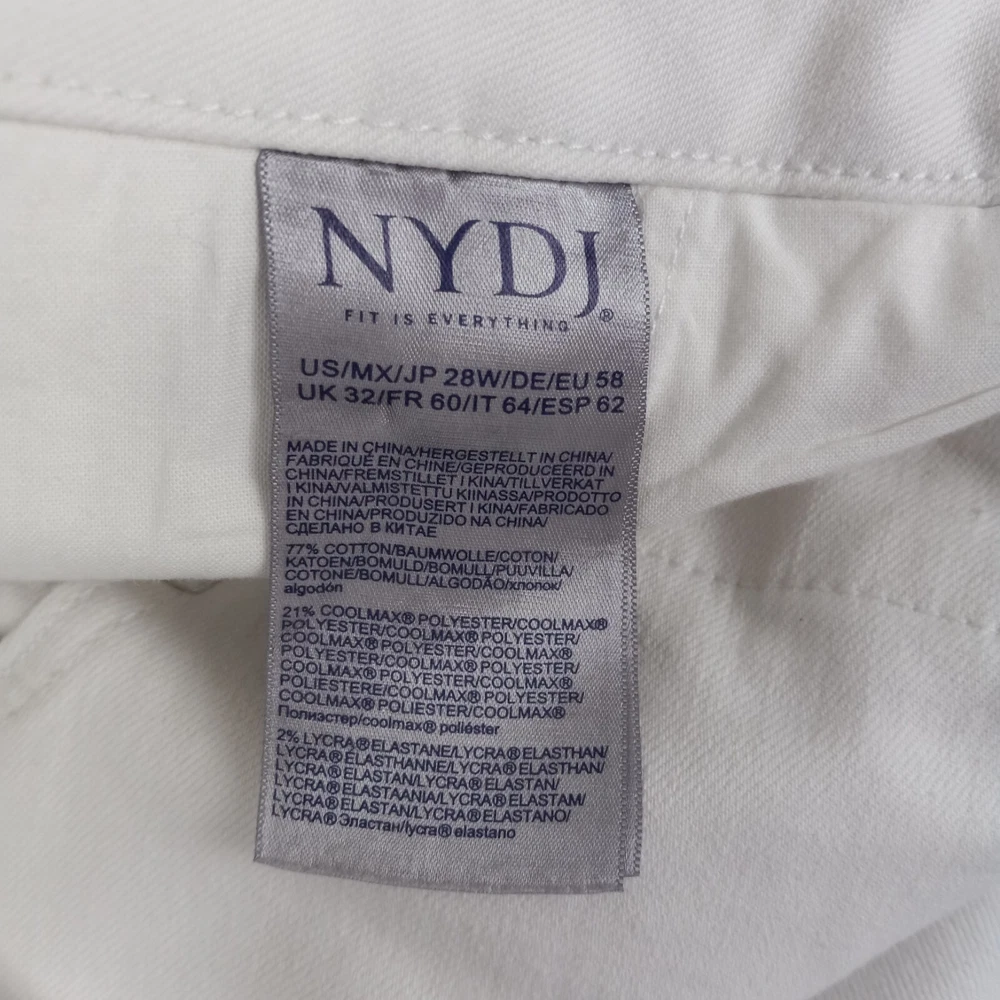 NYDJ®
FIT IS EVERYTHING
US/MX/JP 28W/DE/EU 58
UK 32/FR 60/IT 64/ESP 62
MADE IN CHINA/HERGESTELLT IN CHINA/
FABRIQUÉ EN CHINE/GEPRODUCEERD IN
CHINA/FREMSTILLET I KINA/TILLVERKAT
I KINA/VALMISTETTU KIINASSA/PRODOTTO
IN CHINA/PRODUSERT I KINA/FABRICADO
EN CHINA/PRODUZIDO NA CHINA/
СДЕЛАНО В КИТАЕ
77% COTTON/BAUMWOLLE/COTON/
KATOEN/BOMULD/BOMULL/PUUVILLA/
COTONE/BOMULL/ALGODÃO/хлопок/
algodón
21% COOLMAX® POLYESTER/COOLMAX®
POLYESTER/COOLMAX® POLYESTER/
COOLMAX® POLYESTER/COOLMAX®
POLYESTER/COOLMAX® POLYESTER/
COOLMAX® POLYESTER/COOLMAX®
POLIESTERE/COOLMAX® POLYESTER/
COOLMAX® POLIESTER/COOLMAX®
Полиэстер/coolmax® poliéster
2% LYCRA® ELASTANE/LYCRA® ELASTHAN/
LYCRA® ELASTHANNE/LYCRA® ELASTHAN/
LYCRA® ELASTAN/LYCRA® ELASTAN/
LYCRA® ELASTAANIA/LYCRA® ELASTAM/
LYCRA® ELASTAN/LYCRA® ELASTANO/
LYCRA® Эластан/lycra® elastano